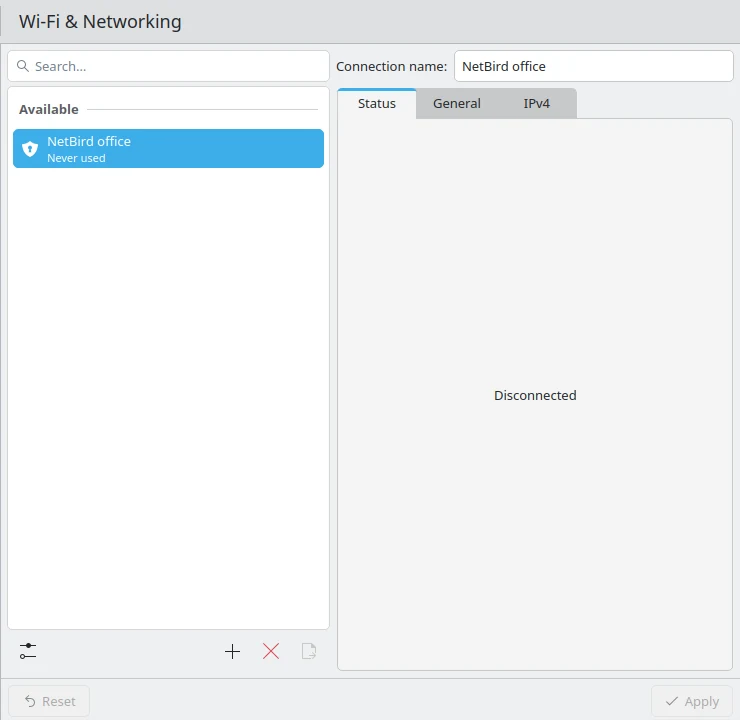 Wi-Fi & Networking
Search...
Connection name:
NetBird office
Available
NetBird office
Never used
Status
General
IPv4
Disconnected
Reset
Apply